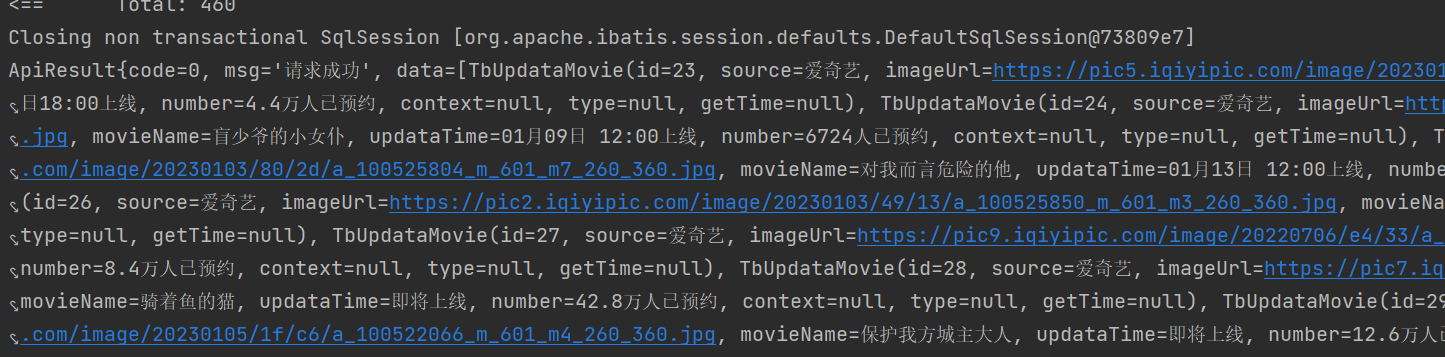 <==      Total: 460
Closing non transactional SqlSession [org.apache.ibatis.session.defaults.DefaultSqlSession@73809e7]
ApiResult{code=0, msg='请求成功', data=[TbUpdataMovie(id=23, source=爱奇艺, imageUrl=https://pic5.iqiyipic.com/image/202301
日18:00上线, number=4.4万人已预约, context=null, type=null, getTime=null), TbUpdataMovie(id=24, source=爱奇艺, imageUrl=htt
.jpg, movieName=盲少爷的小女仆, updataTime=01月09日 12:00上线, number=6724人已预约, context=null, type=null, getTime=null), T
.com/image/20230103/80/2d/a_100525804_m_601_m7_260_360.jpg, movieName=对我而言危险的他, updataTime=01月13日 12:00上线, numbe
(id=26, source=爱奇艺, imageUrl=https://pic2.iqiyipic.com/image/20230103/49/13/a_100525850_m_601_m3_260_360.jpg, movieNa
type=null, getTime=null), TbUpdataMovie(id=27, source=爱奇艺, imageUrl=https://pic9.iqiyipic.com/image/20220706/e4/33/a_
number=8.4万人已预约, context=null, type=null, getTime=null), TbUpdataMovie(id=28, source=爱奇艺, imageUrl=https://pic7.iq
movieName=骑着鱼的猫, updataTime=即将上线, number=42.8万人已预约, context=null, type=null, getTime=null), TbUpdataMovie(id=29
.com/image/20230105/1f/c6/a_100522066_m_601_m4_260_360.jpg, movieName=保护我方城主大人, updataTime=即将上线, number=12.6万人已